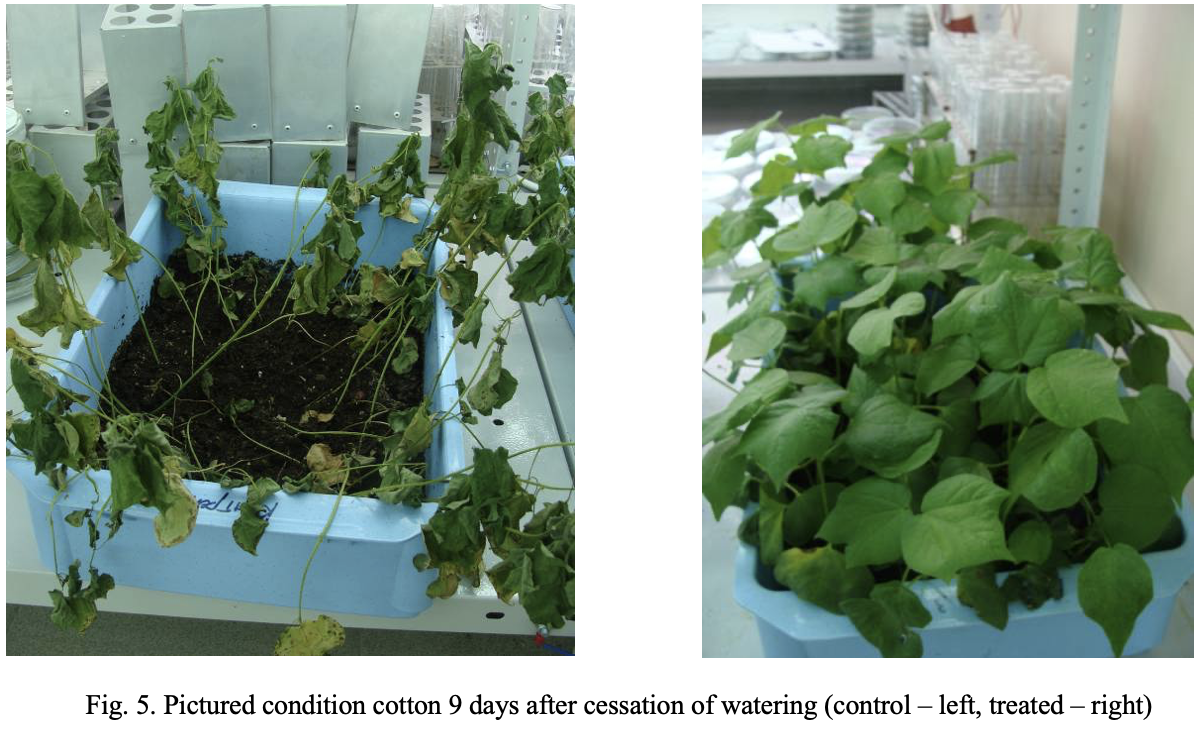 Fig. 5. Pictured condition cotton 9 days after cessation of watering (control – left, treated – right)